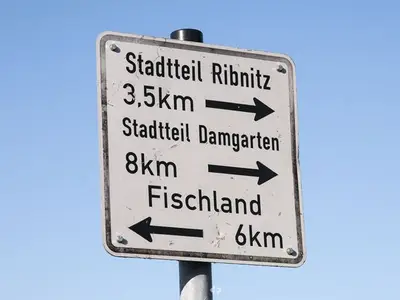 Stadtteil Ribnitz
3,5km
Stadtteil Damgarten
8km
Fischland
6km